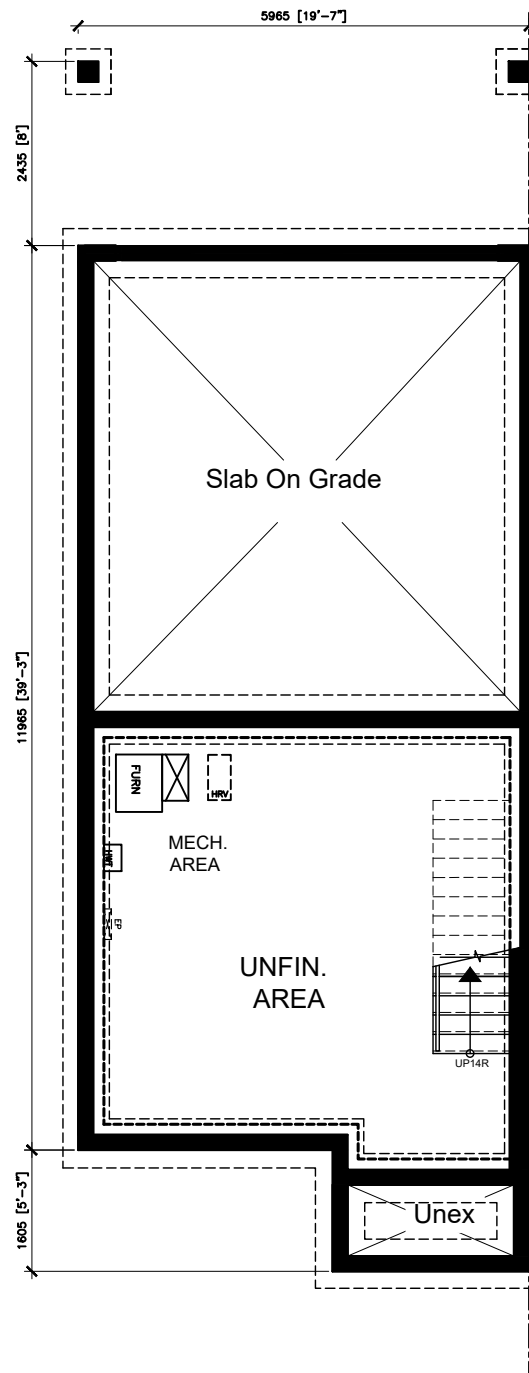 5965 [19'-7"]
2435 [8']
Slab On Grade
11965 [39'-3"]
FURN
HRV
MECH.
AREA
HWT
EP
UNFIN.
AREA
UP14R
1605 [5'-3"]
Unex